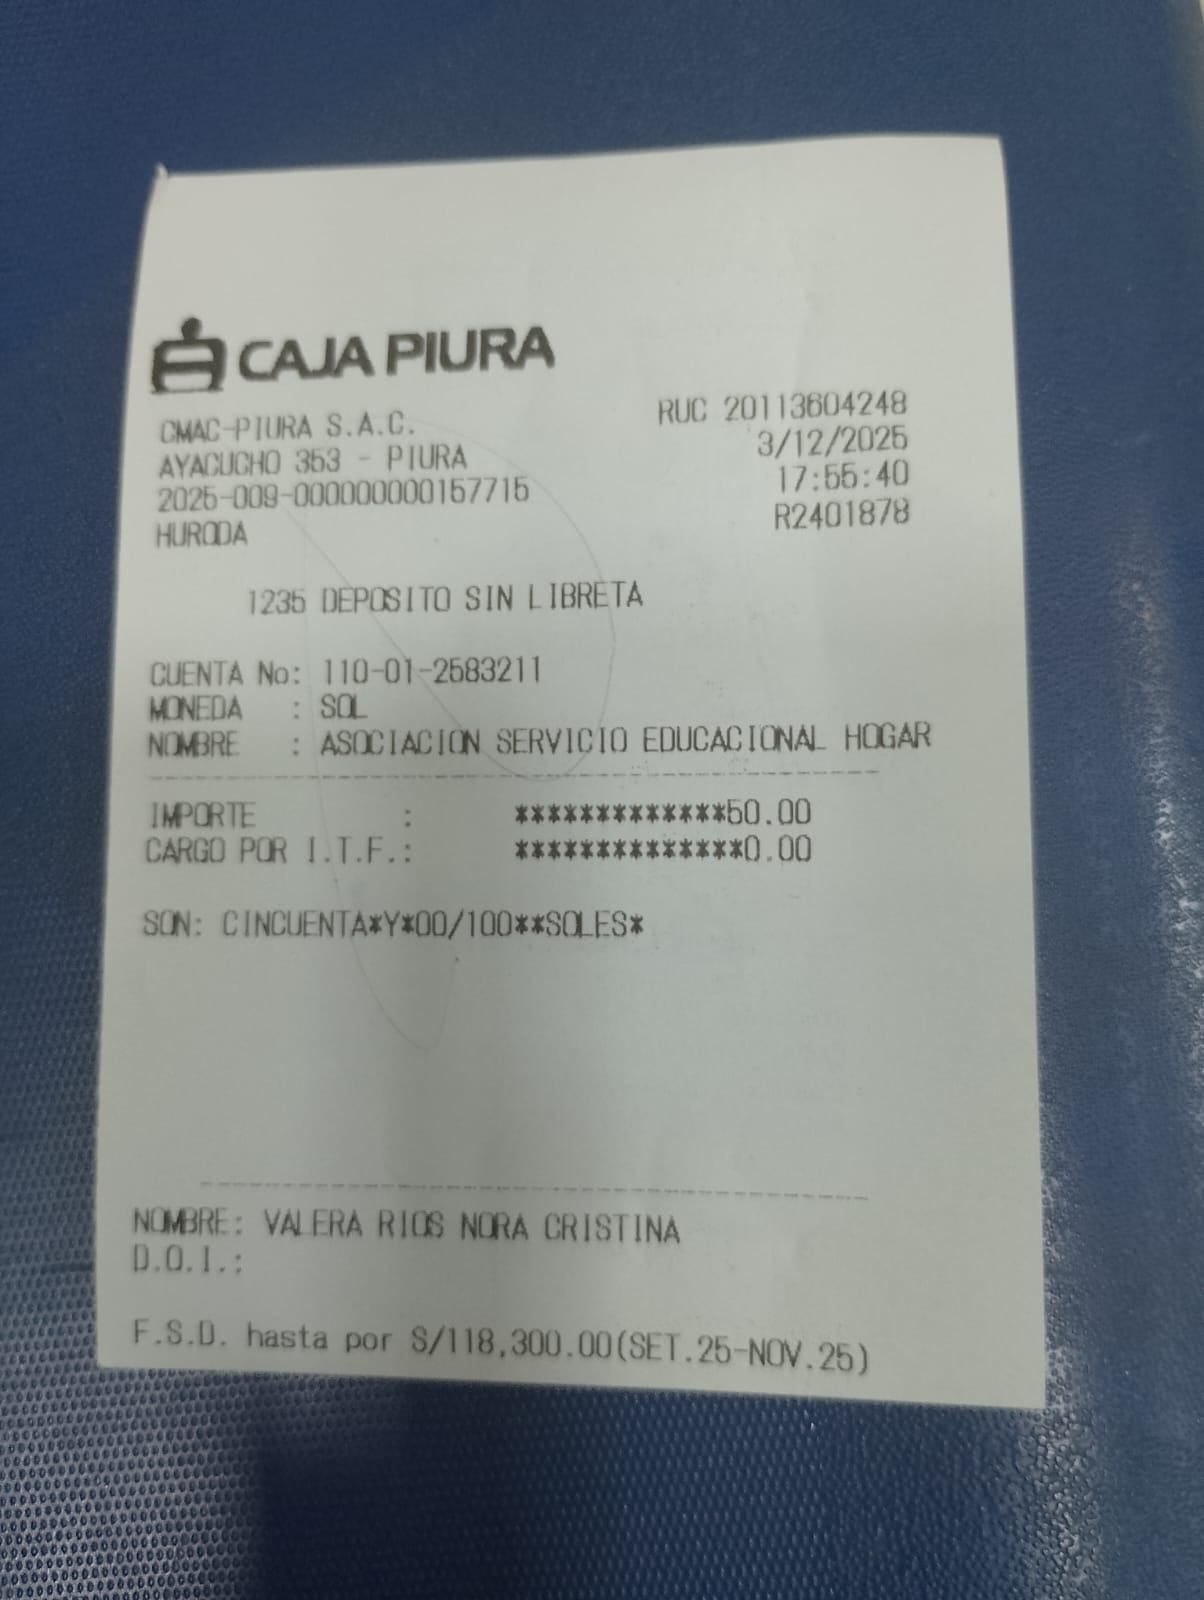 CAJA PIURA
CMAC-PIURA S.A.C.
RUC 20113604248
AYACUCHO 353 - PIURA
3/12/2025
2025-009-000000000157715
17:55:40
HURODA
R2401878
1235 DEPOSITO SIN LIBRETA
CUENTA No: 110-01-2583211
MONEDA : SOL
NOMBRE : ASOCIACION SERVICIO EDUCACIONAL HOGAR
IMPORTE : *************50.00
CARGO POR I.T.F.: **************0.00
SON: CINCUENTA*Y*00/100**SOLES*
NOMBRE: VALERA RIOS NORA CRISTINA
D.O.I.:
F.S.D. hasta por S/118,300.00(SET.25-NOV.25)